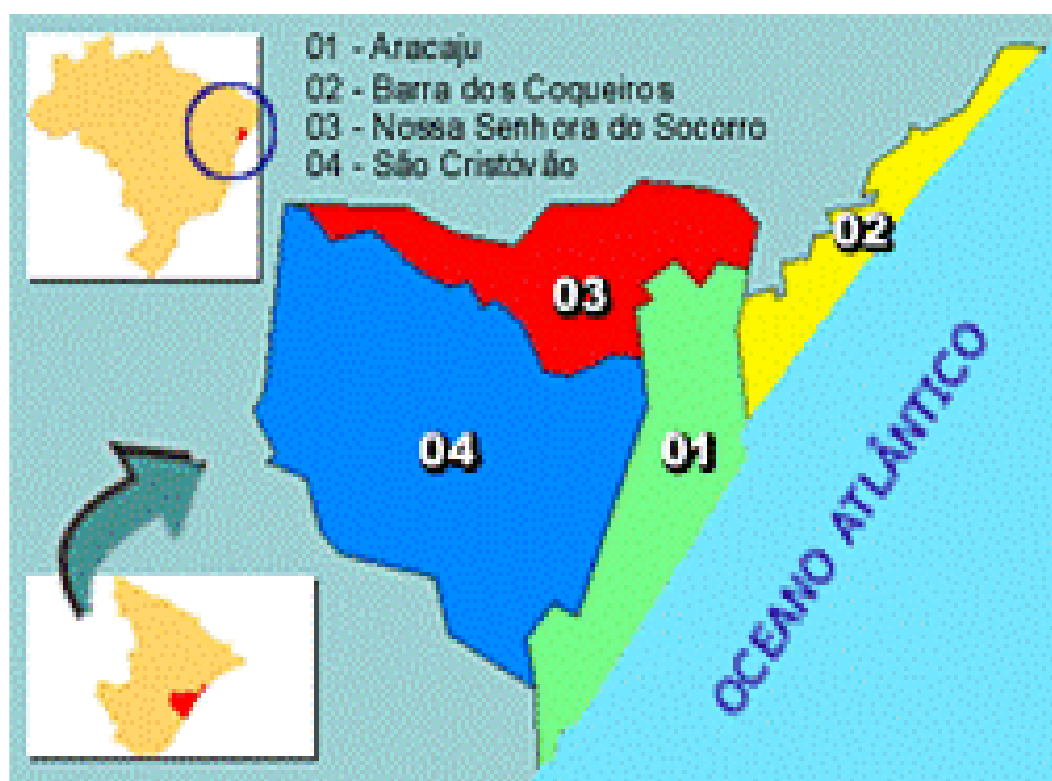 01 - Aracaju
02 - Barra dos Coqueiros
03 - Nossa Senhora do Socorro
04 - São Cristóvão
02
03
04
01
OCEANO ATLÂNTICO